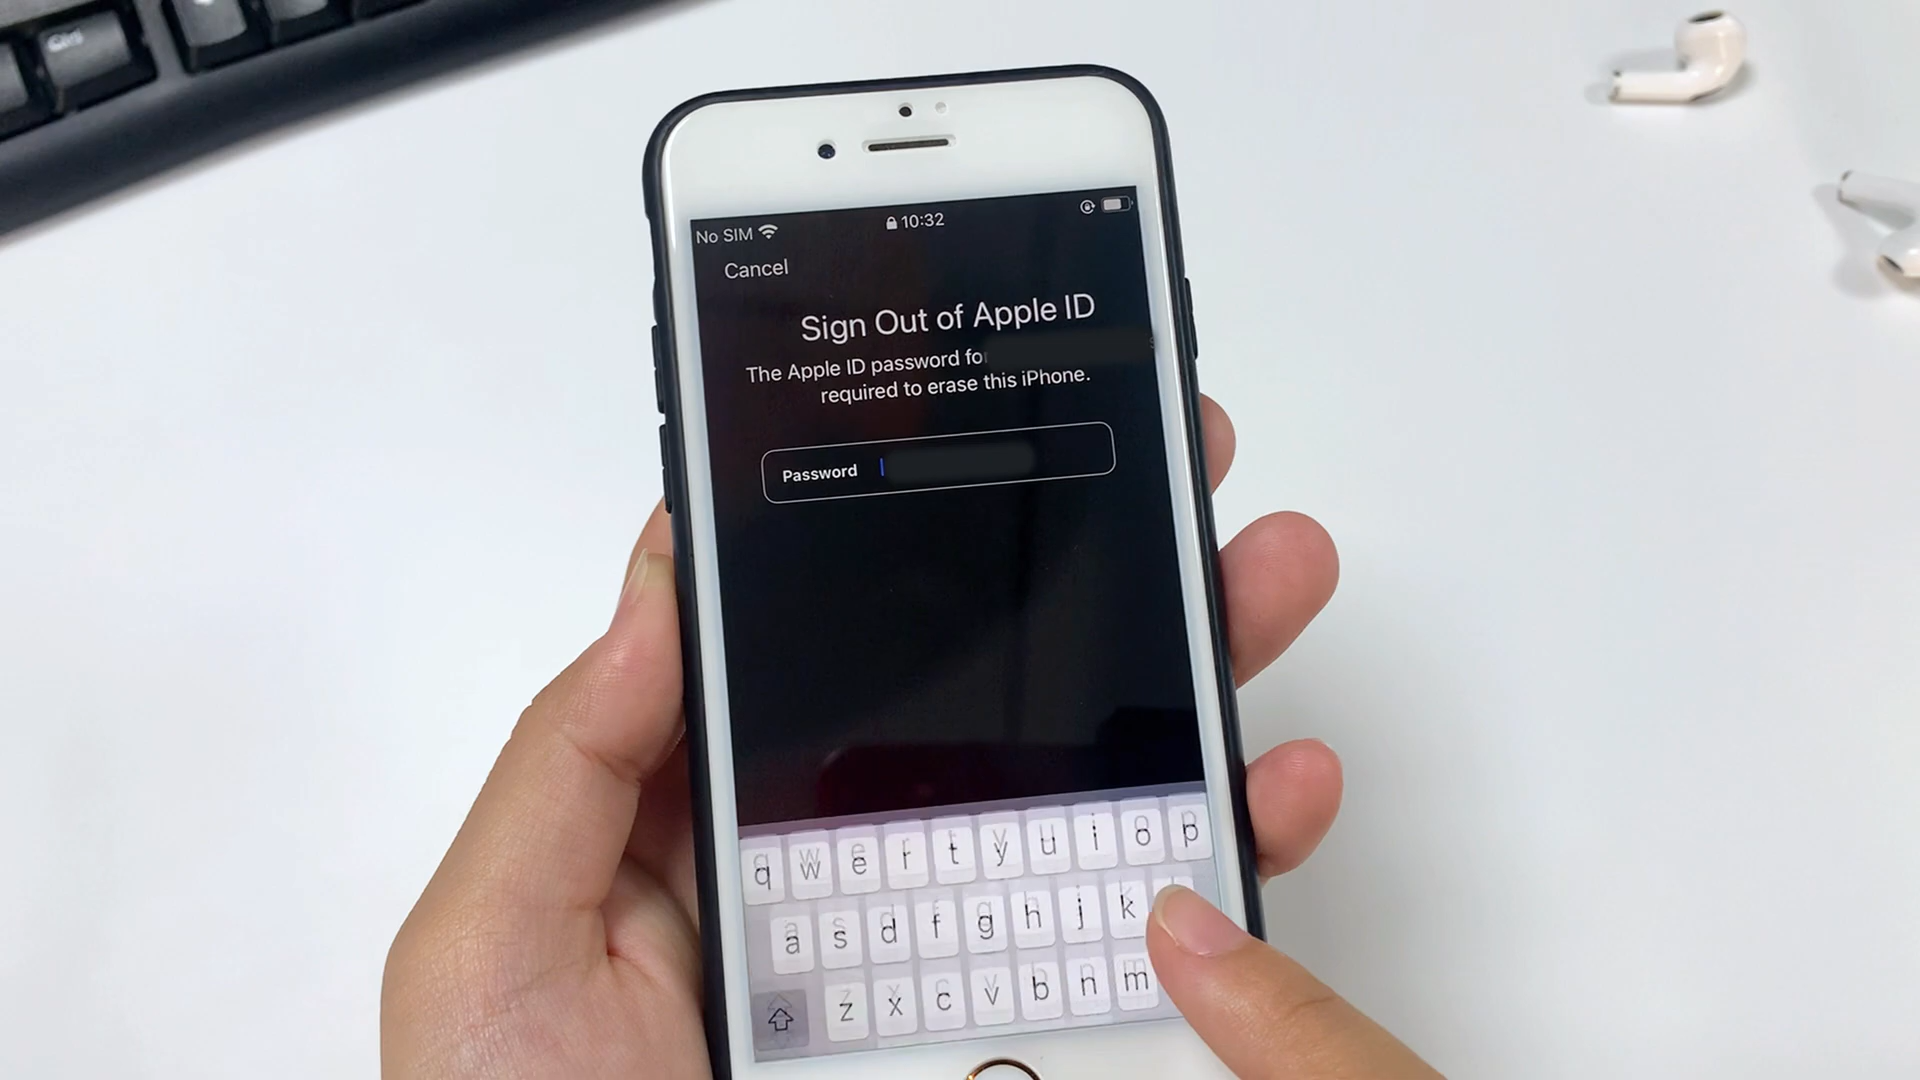 No SIM 10:32
Cancel
Sign Out of Apple ID
The Apple ID password for
required to erase this iPhone.
Password
q w e r t y u i o p
a s d f g h j k
z x c v b n m